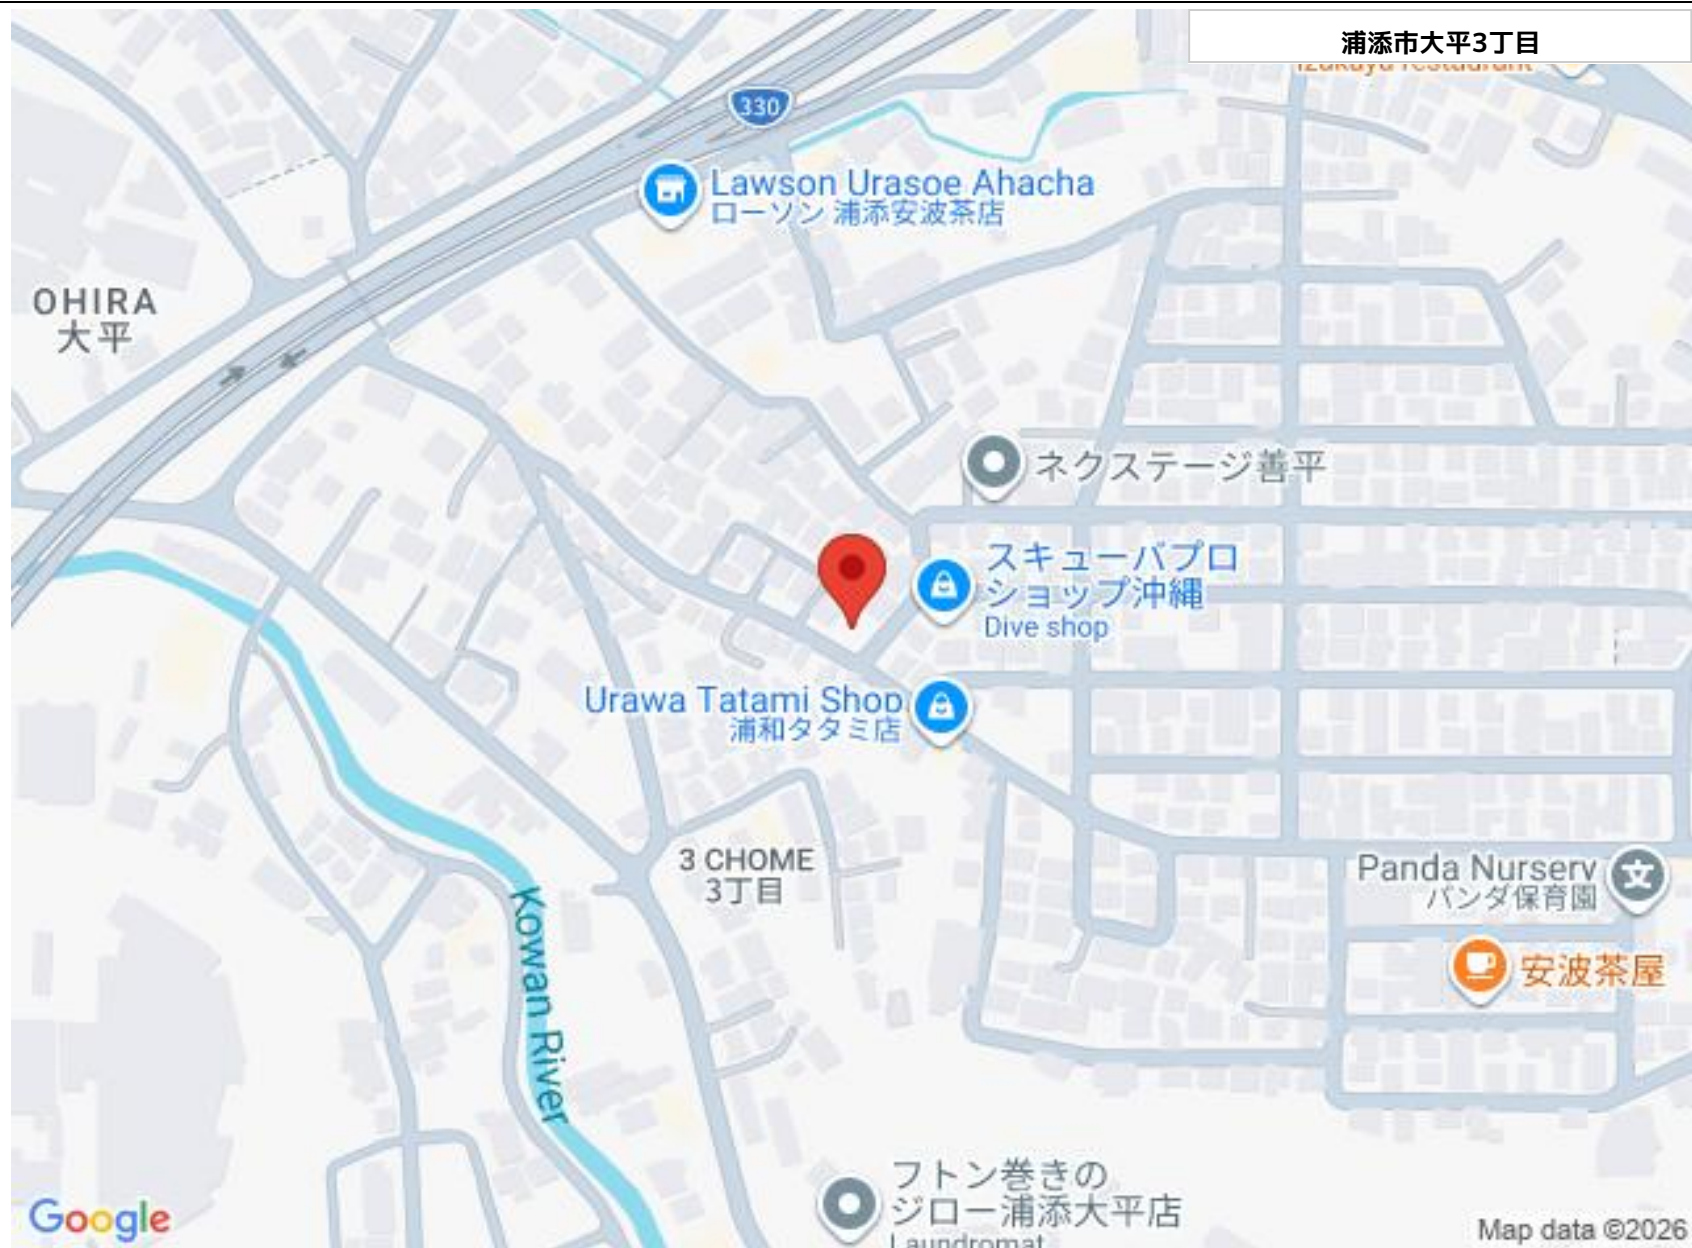 浦添市大平3丁目
Izakaya restaurant
330
Lawson Urasoe Ahacha
ローソン 浦添安波茶店
OHIRA
大平
ネクステージ善平
スキューバプロ
ショップ沖縄
Dive shop
Urawa Tatami Shop
浦和タタミ店
3 CHOME
3丁目
Panda Nursery
パンダ保育園
文
安波茶屋
Kowan River
フトン巻きの
ジロー浦添大平店
Laundromat
Google
Map data ©2026